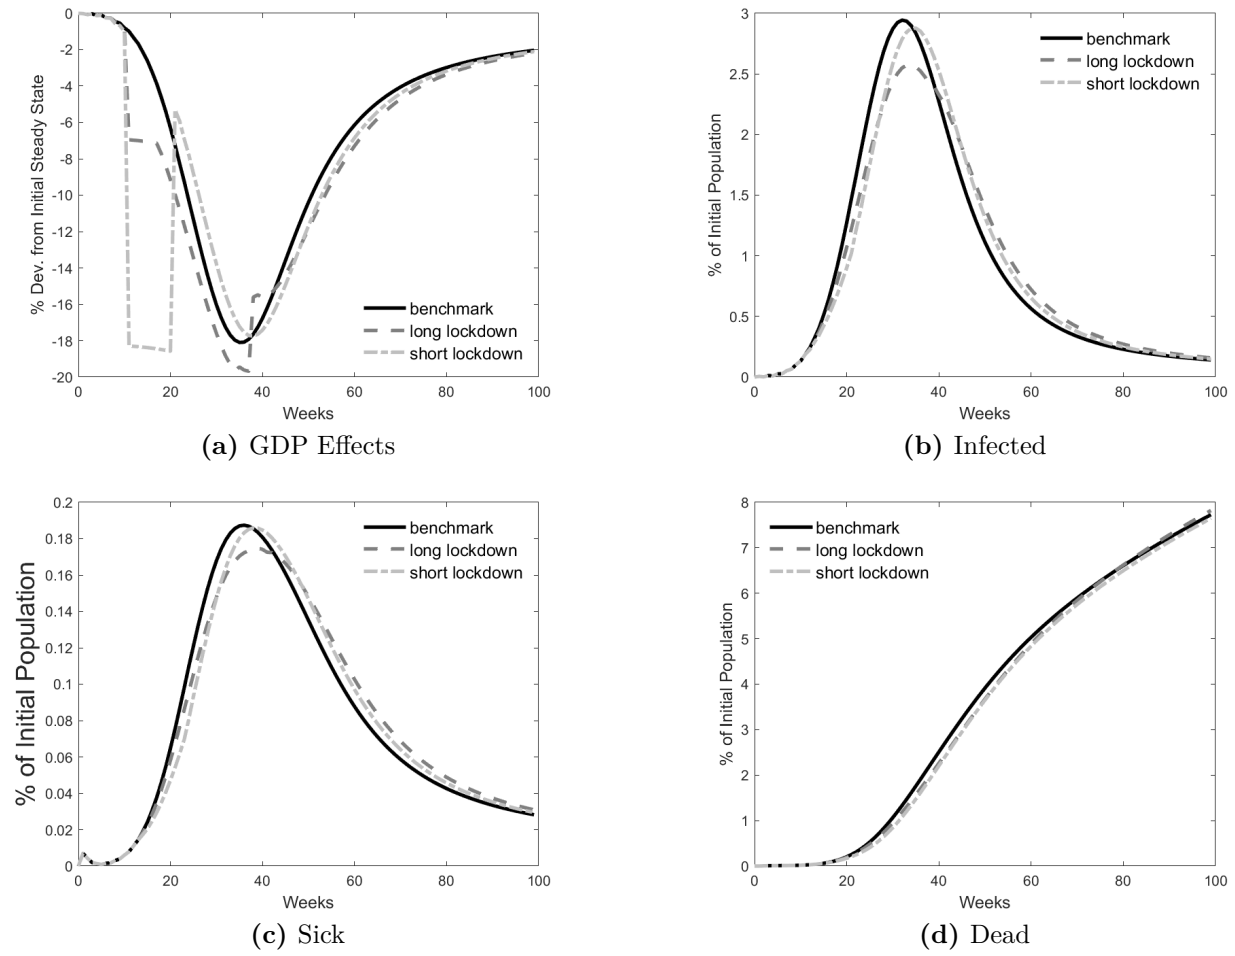 % Dev. from Initial Steady State
0
-2
-4
-6
-8
-10
-12
-14
-16
-18
-20
benchmark
long lockdown
short lockdown
0 20 40 60 80 100
Weeks
(a) GDP Effects
% of Initial Population
3
2.5
2
1.5
1
0.5
0
benchmark
long lockdown
short lockdown
0 20 40 60 80 100
Weeks
(b) Infected
% of Initial Population
0.2
0.18
0.16
0.14
0.12
0.1
0.08
0.06
0.04
0.02
0
benchmark
long lockdown
short lockdown
0 20 40 60 80 100
Weeks
(c) Sick
% of Initial Population
8
7
6
5
4
3
2
1
0
benchmark
long lockdown
short lockdown
0 20 40 60 80 100
Weeks
(d) Dead